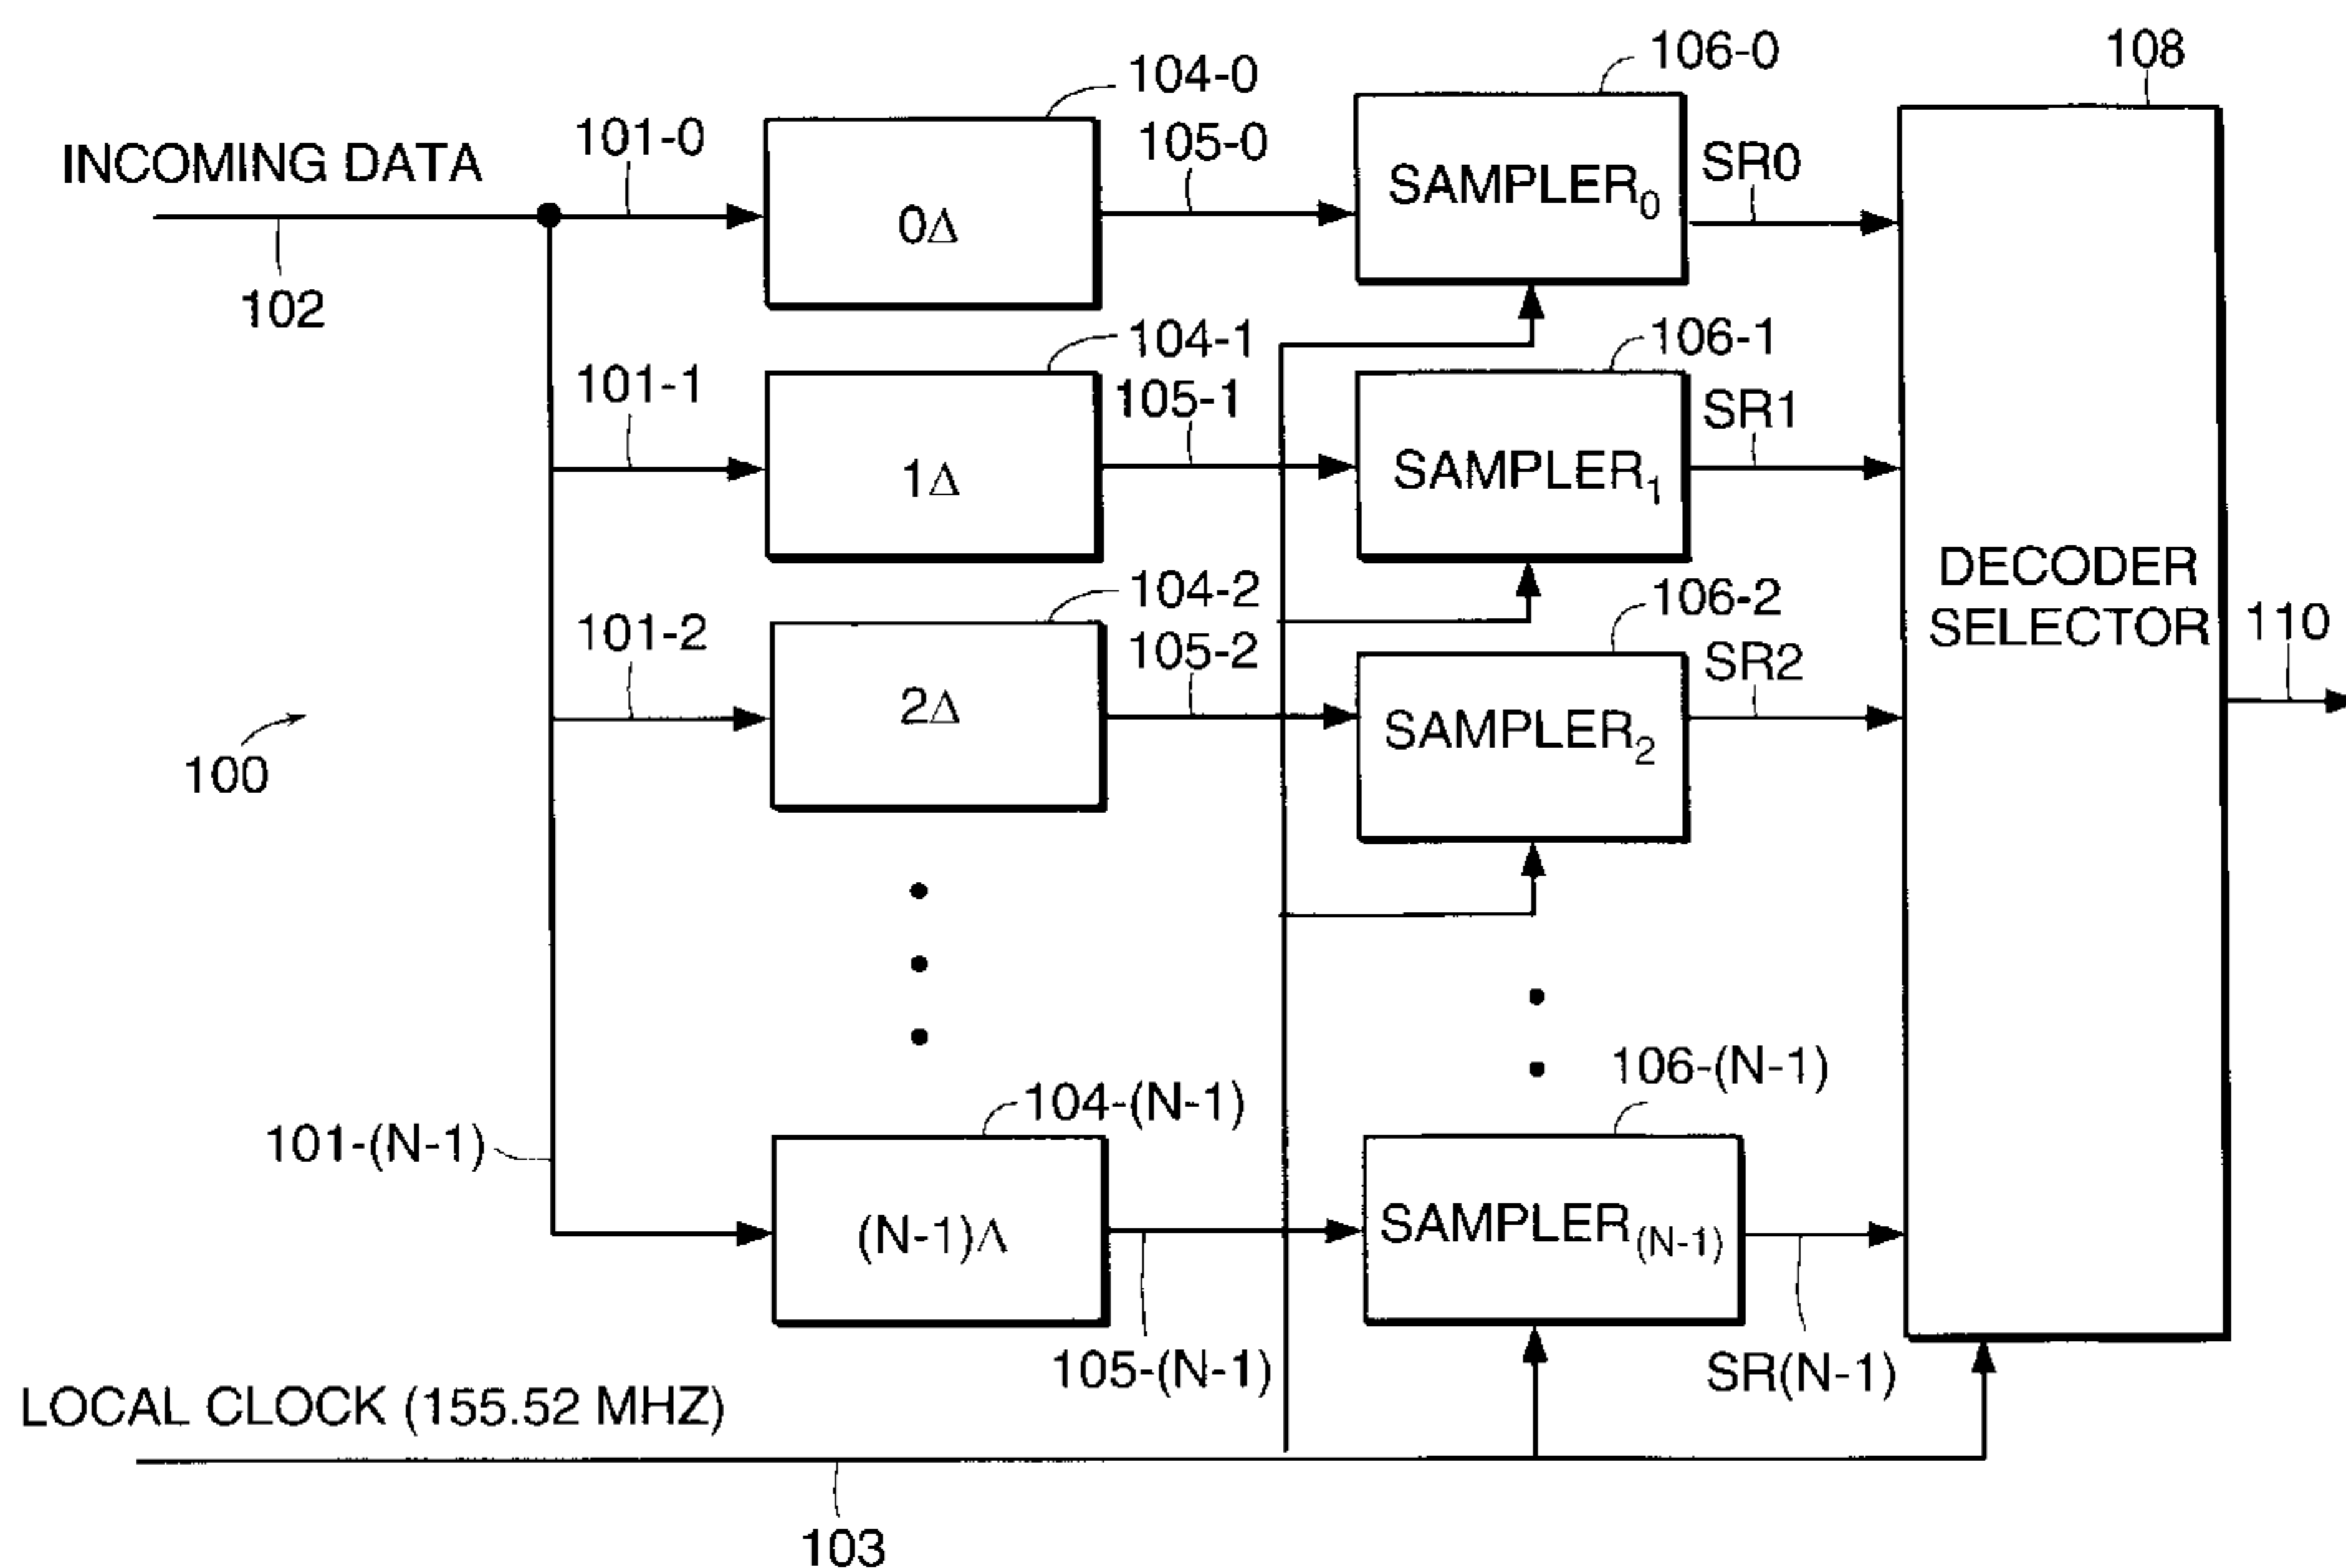 106-0
108
104-0
101-0
105-0
INCOMING DATA
SAMPLER0
SR0
0Δ
102
104-1
106-1
101-1
105-1
SR1
1Δ
SAMPLER1
DECODER
SELECTOR
104-2
106-2
110
101-2
105-2
SR2
2Δ
SAMPLER2
100
106-(N-1)
104-(N-1)
101-(N-1)
(N-1)Λ
SAMPLER(N-1)
105-(N-1)
SR(N-1)
LOCAL CLOCK (155.52 MHZ)
103